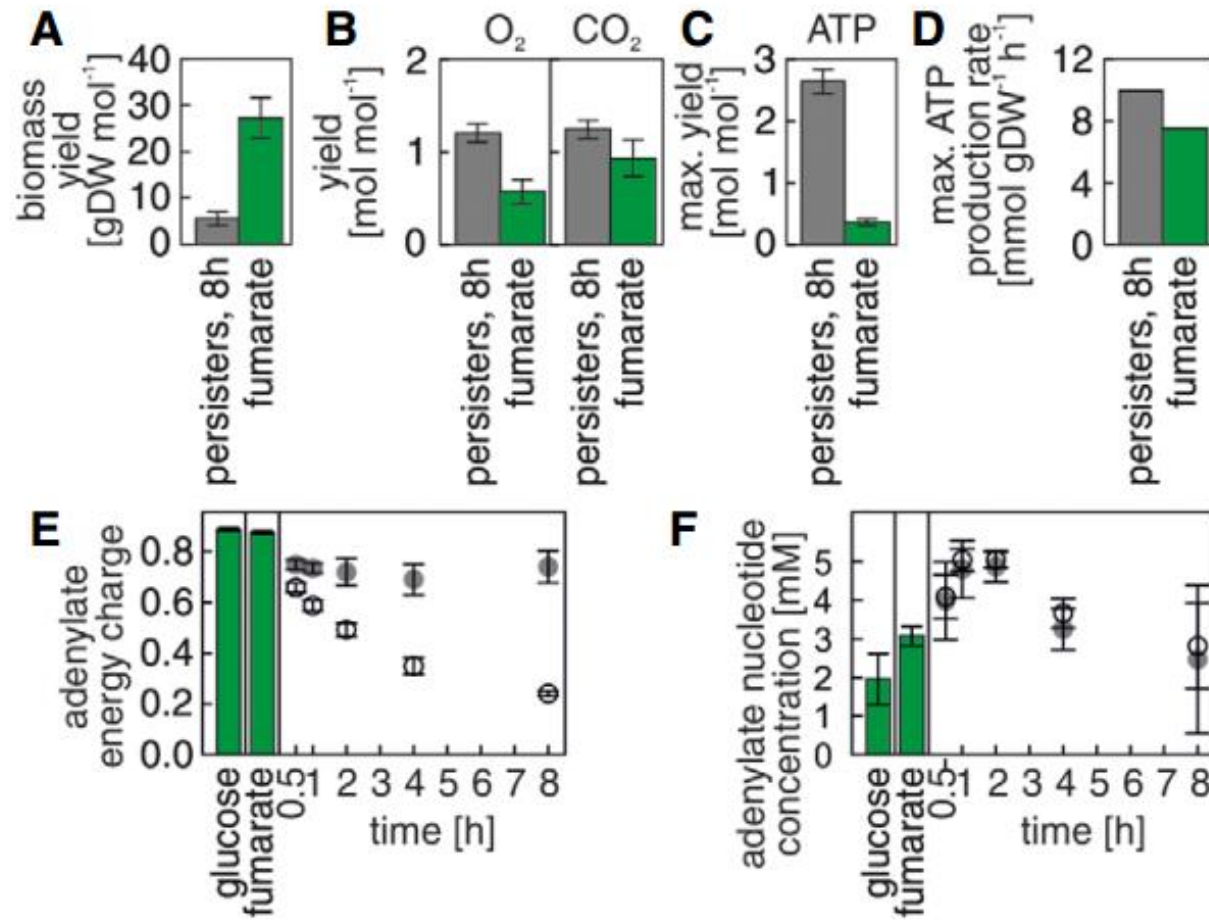 A
biomass
yield
[gDW mol⁻¹]
40
30
20
10
0
persisters, 8h
fumarate
B
O₂
CO₂
yield
[mol mol⁻¹]
2
1
0
persisters, 8h
fumarate
persisters, 8h
fumarate
C
ATP
max. yield
[mol mol⁻¹]
3
2
1
0
persisters, 8h
fumarate
D
max. ATP
production rate
[mmol gDW⁻¹ h⁻¹]
12
8
4
0
persisters, 8h
fumarate
E
adenylate
energy charge
0.8
0.6
0.4
0.2
0.0
glucose
fumarate
0.5 1 2 3 4 5 6 7 8
time [h]
F
adenylate nucleotide
concentration [mM]
5
4
3
2
1
0
glucose
fumarate
0.5 1 2 3 4 5 6 7 8
time [h]